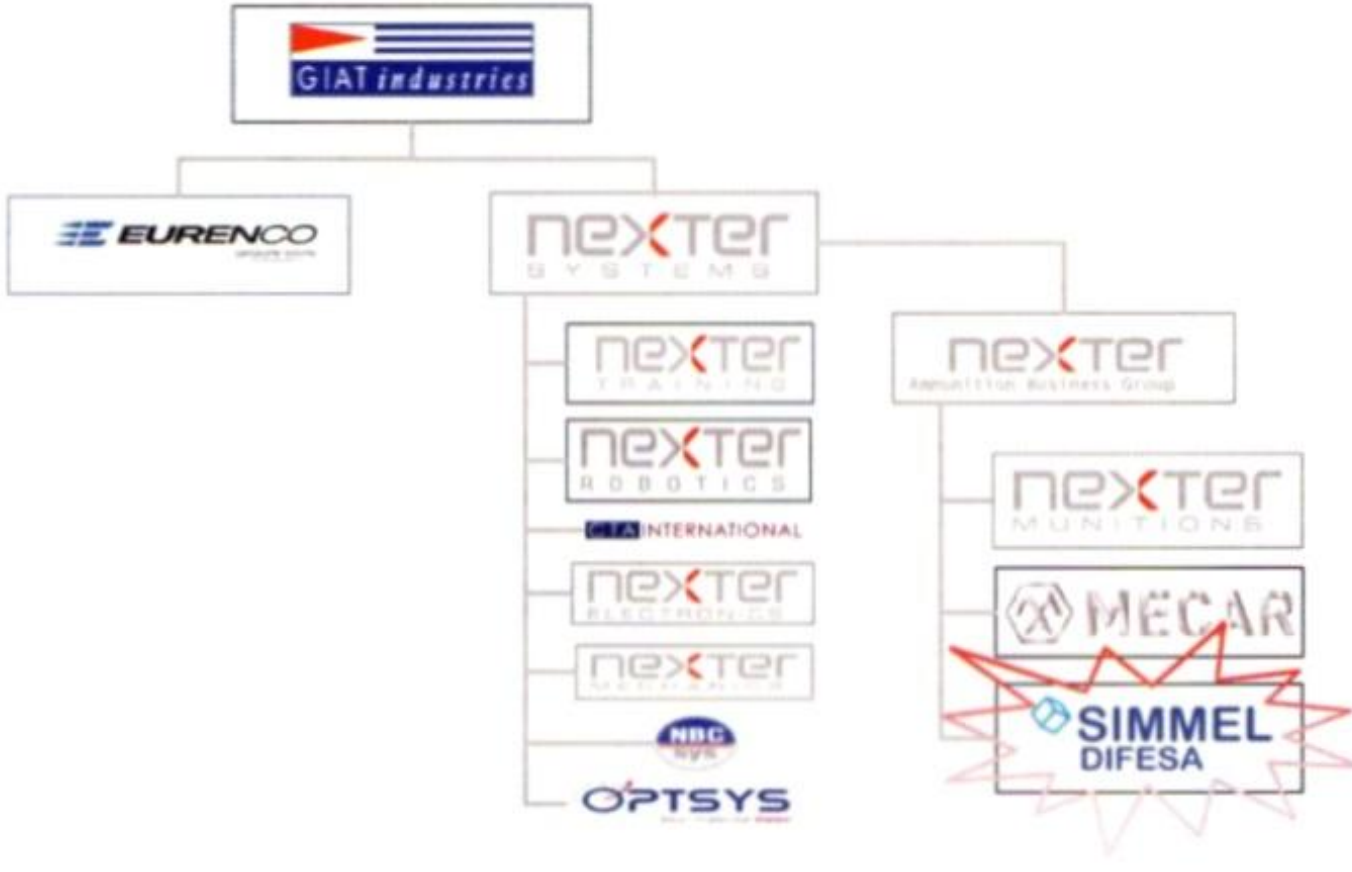 GIAT industries
EURENCO
nexter
SYSTEMS
nexter
TRAINING
nexter
ROBOTICS
CTA INTERNATIONAL
nexter
ELECTRONICS
nexter
MECHANICS
NBC
Sys
OPTSYS
nexter
Ammunition Business Group
nexter
MUNITIONS
MECAR
SIMMEL
DIFESA